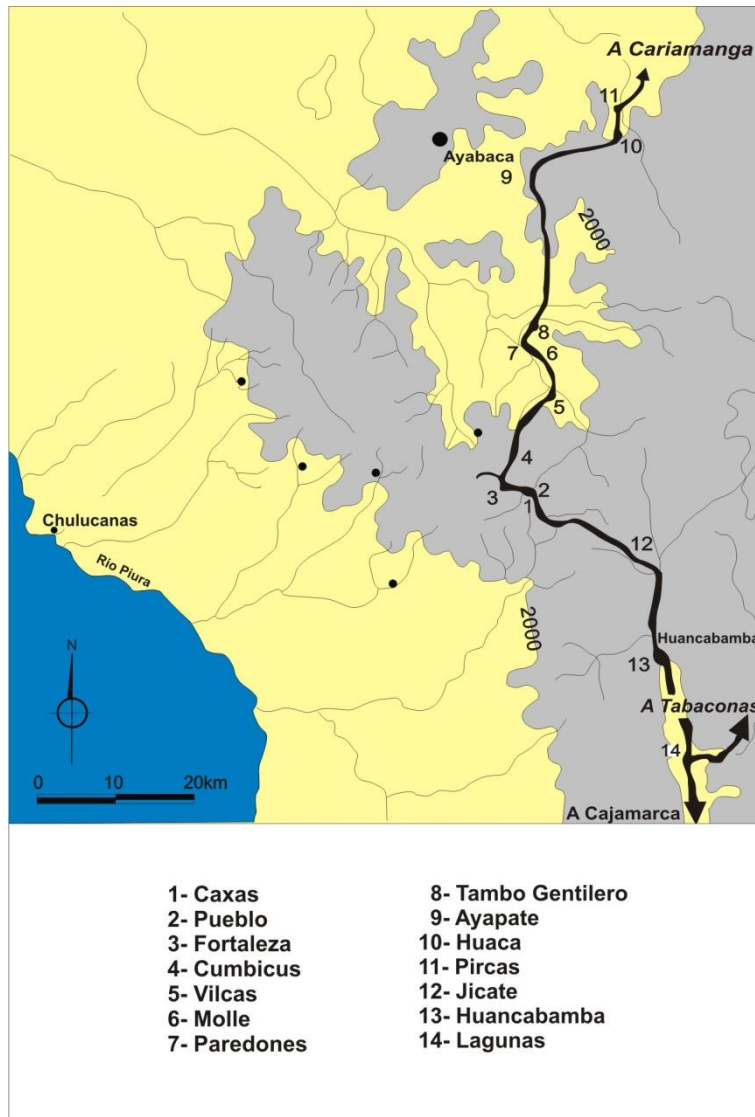 A Cariamanga
11
10
Ayabaca
9
2000
8
7
6
5
4
3
2
1
Chulucanas
12
Rio Piura
2000
Huancabamba
13
N
A Tabaconas
14
0 10 20km
A Cajamarca
1- Caxas
2- Pueblo
3- Fortaleza
4- Cumbicus
5- Vilcas
6- Molle
7- Paredones
8- Tambo Gentilero
9- Ayapate
10- Huaca
11- Pircas
12- Jicate
13- Huancabamba
14- Lagunas